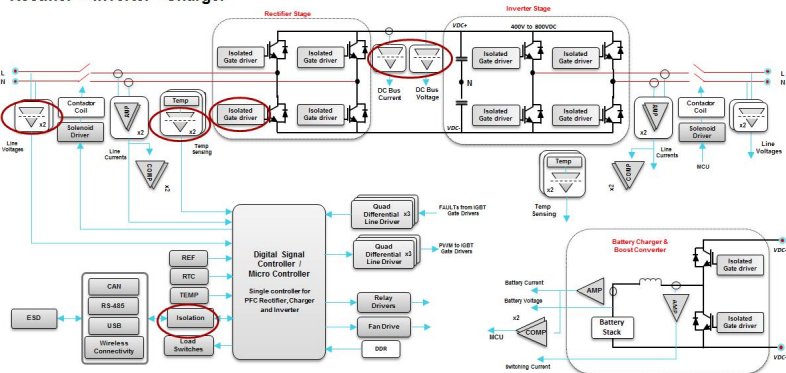 Rectifier - Inverter - Charger
Rectifier Stage
Inverter Stage
VDC+
400V to 800VDC
Isolated
Gate driver
Isolated
Gate driver
Isolated
Gate driver
Isolated
Gate driver
DC Bus
Current
DC Bus
Voltage
N
VDC-
Isolated
Gate driver
Isolated
Gate driver
Isolated
Gate driver
Isolated
Gate driver
L
N
L
N
x2
Line
Voltages
Contador
Coil
Solenoid
Driver
AMP
x2
Line
Currents
COMP
x2
Temp
x2
Temp
Sensing
Temp
x2
Temp
Sensing
AMP
x2
Line
Currents
COMP
x2
Contador
Coil
Solenoid
Driver
MCU
x2
Line
Voltages
Digital Signal
Controller /
Micro Controller
Single controller for
PFC Rectifier, Charger
and Inverter
Quad
Differential x3
Line Driver
FAULTs from IGBT
Gate Drivers
Quad
Differential x3
Line Driver
PWM to IGBT
Gate Drivers
REF
RTC
TEMP
Isolation
Load
Switches
Relay
Drivers
Fan Drive
DDR
ESD
CAN
RS-485
USB
Wireless
Connectivity
Battery Charger &
Boost Converter
VDC+
Isolated
Gate driver
Isolated
Gate driver
Battery Current
Battery Voltage
AMP
AMP
x2
COMP
MCU
Battery
Stack
Switching Current
VDC-